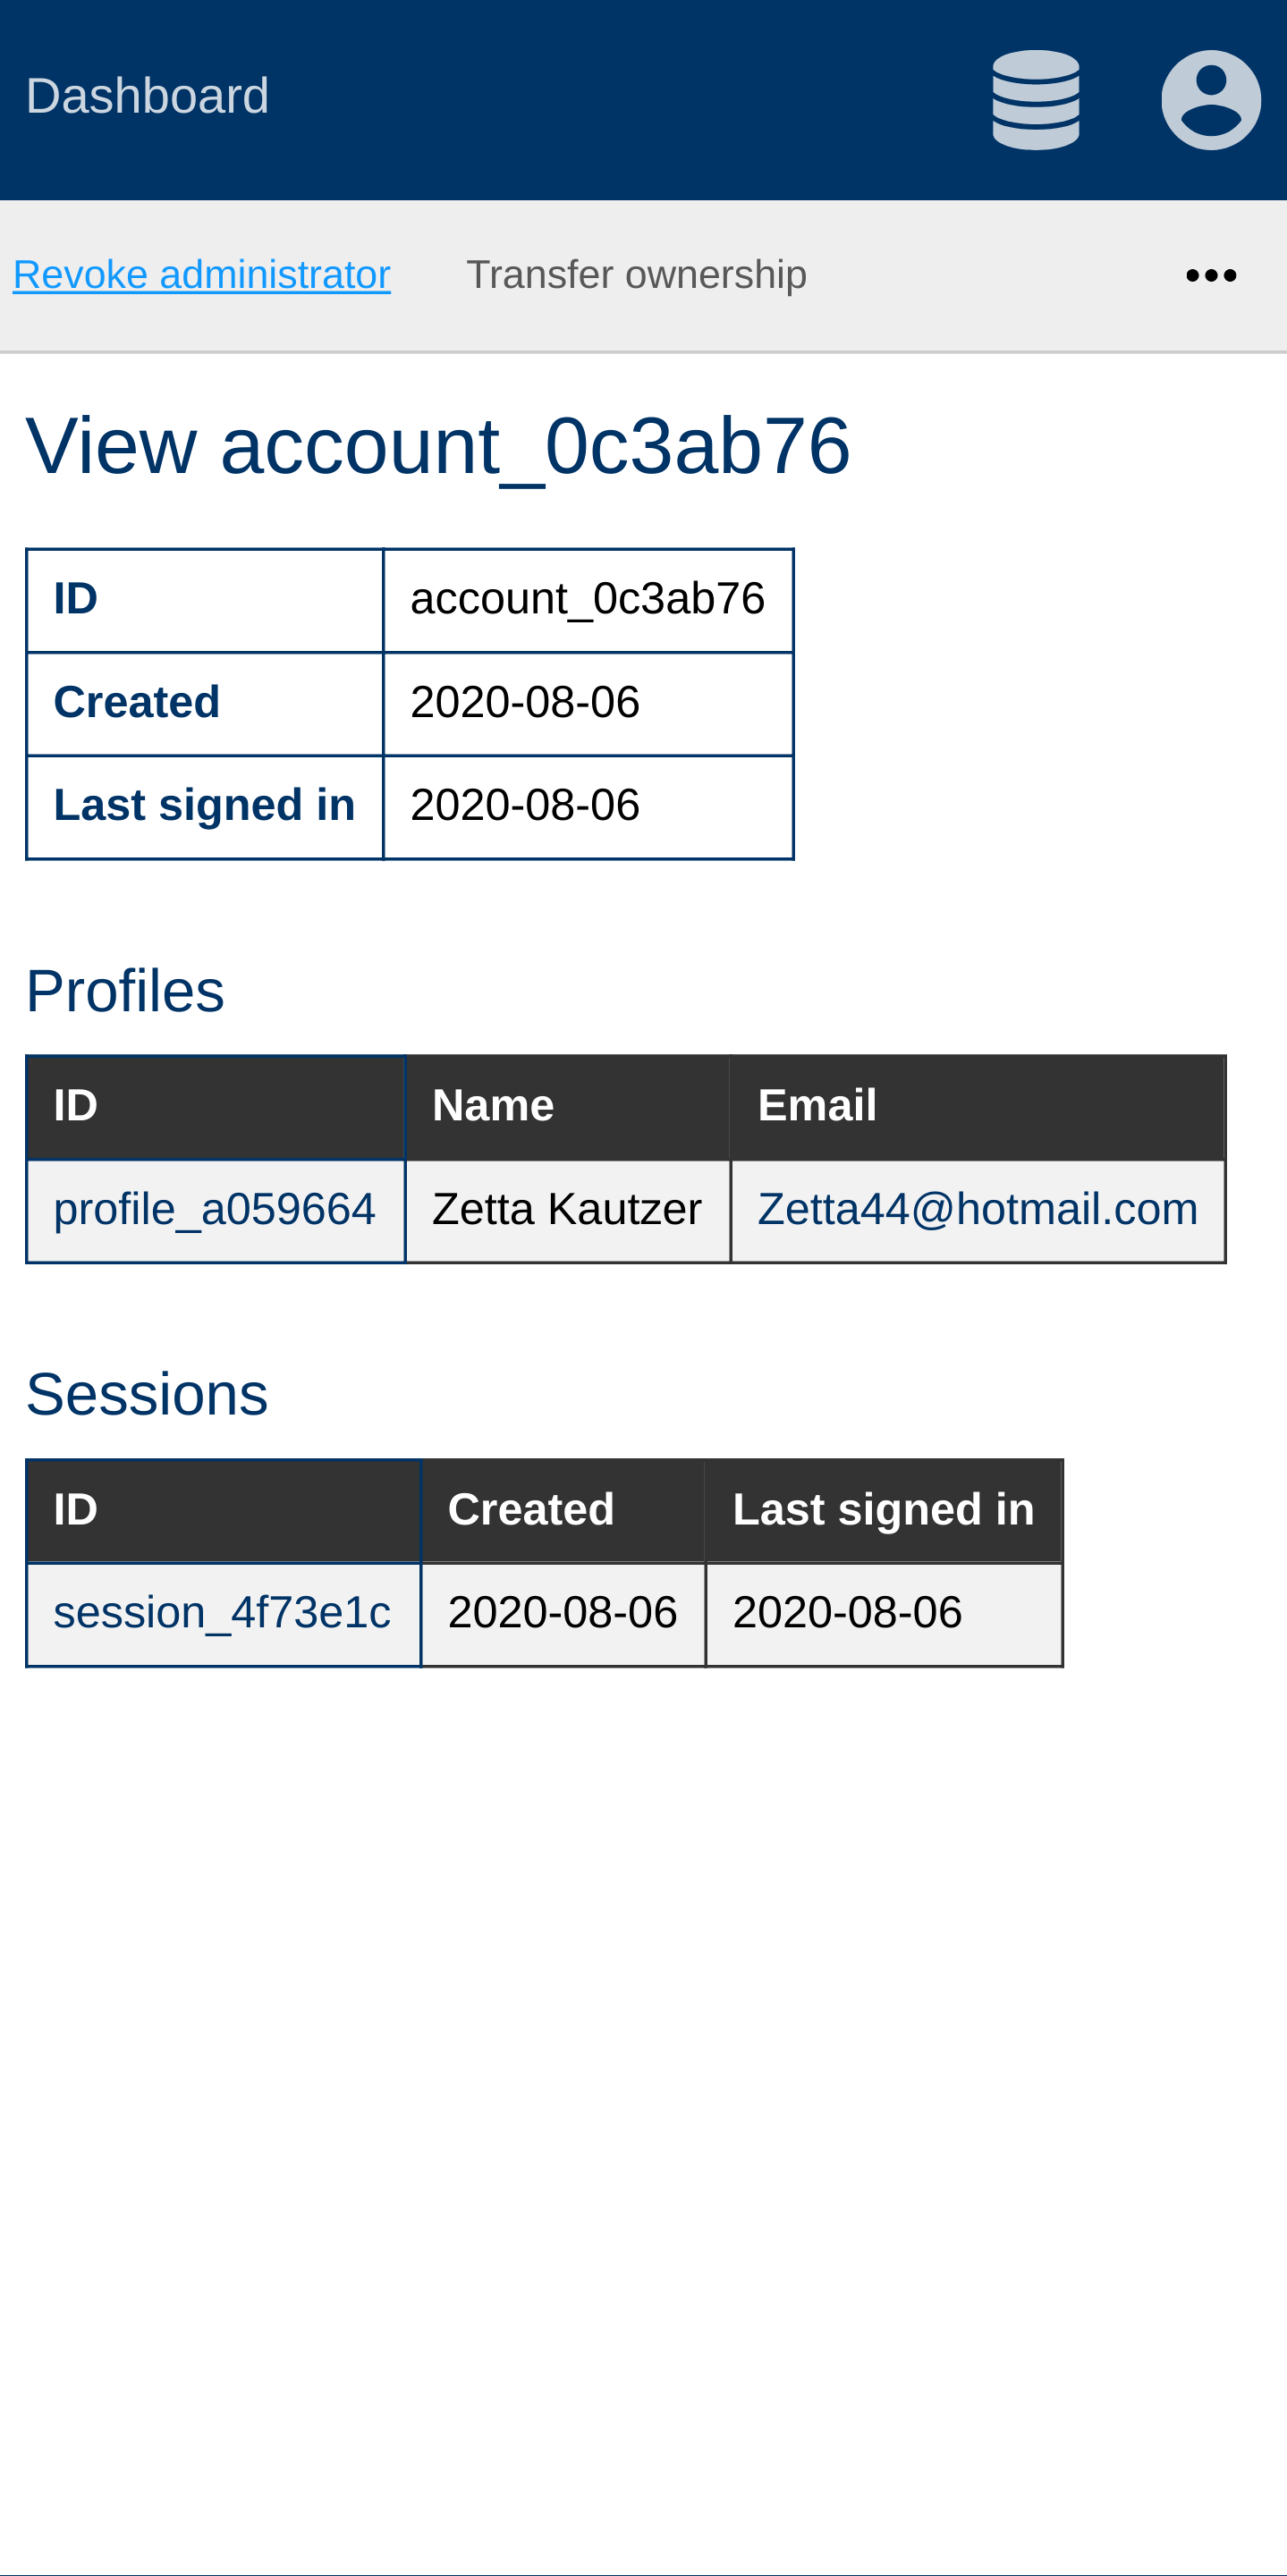 Dashboard
Revoke administrator Transfer ownership
View account_0c3ab76
ID account_0c3ab76
Created 2020-08-06
Last signed in 2020-08-06
Profiles
ID Name Email
profile_a059664 Zetta Kautzer Zetta44@hotmail.com
Sessions
ID Created Last signed in
session_4f73e1c 2020-08-06 2020-08-06